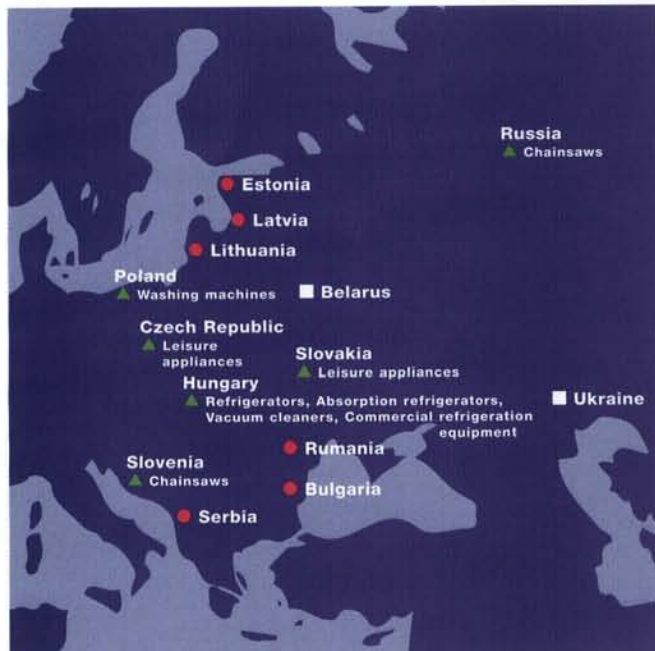 Russia
Chainsaws
Estonia
Latvia
Lithuania
Poland
Washing machines
Belarus
Czech Republic
Leisure
appliances
Slovakia
Leisure appliances
Hungary
Refrigerators, Absorption refrigerators,
Vacuum cleaners, Commercial refrigeration
equipment
Ukraine
Rumania
Slovenia
Chainsaws
Bulgaria
Serbia